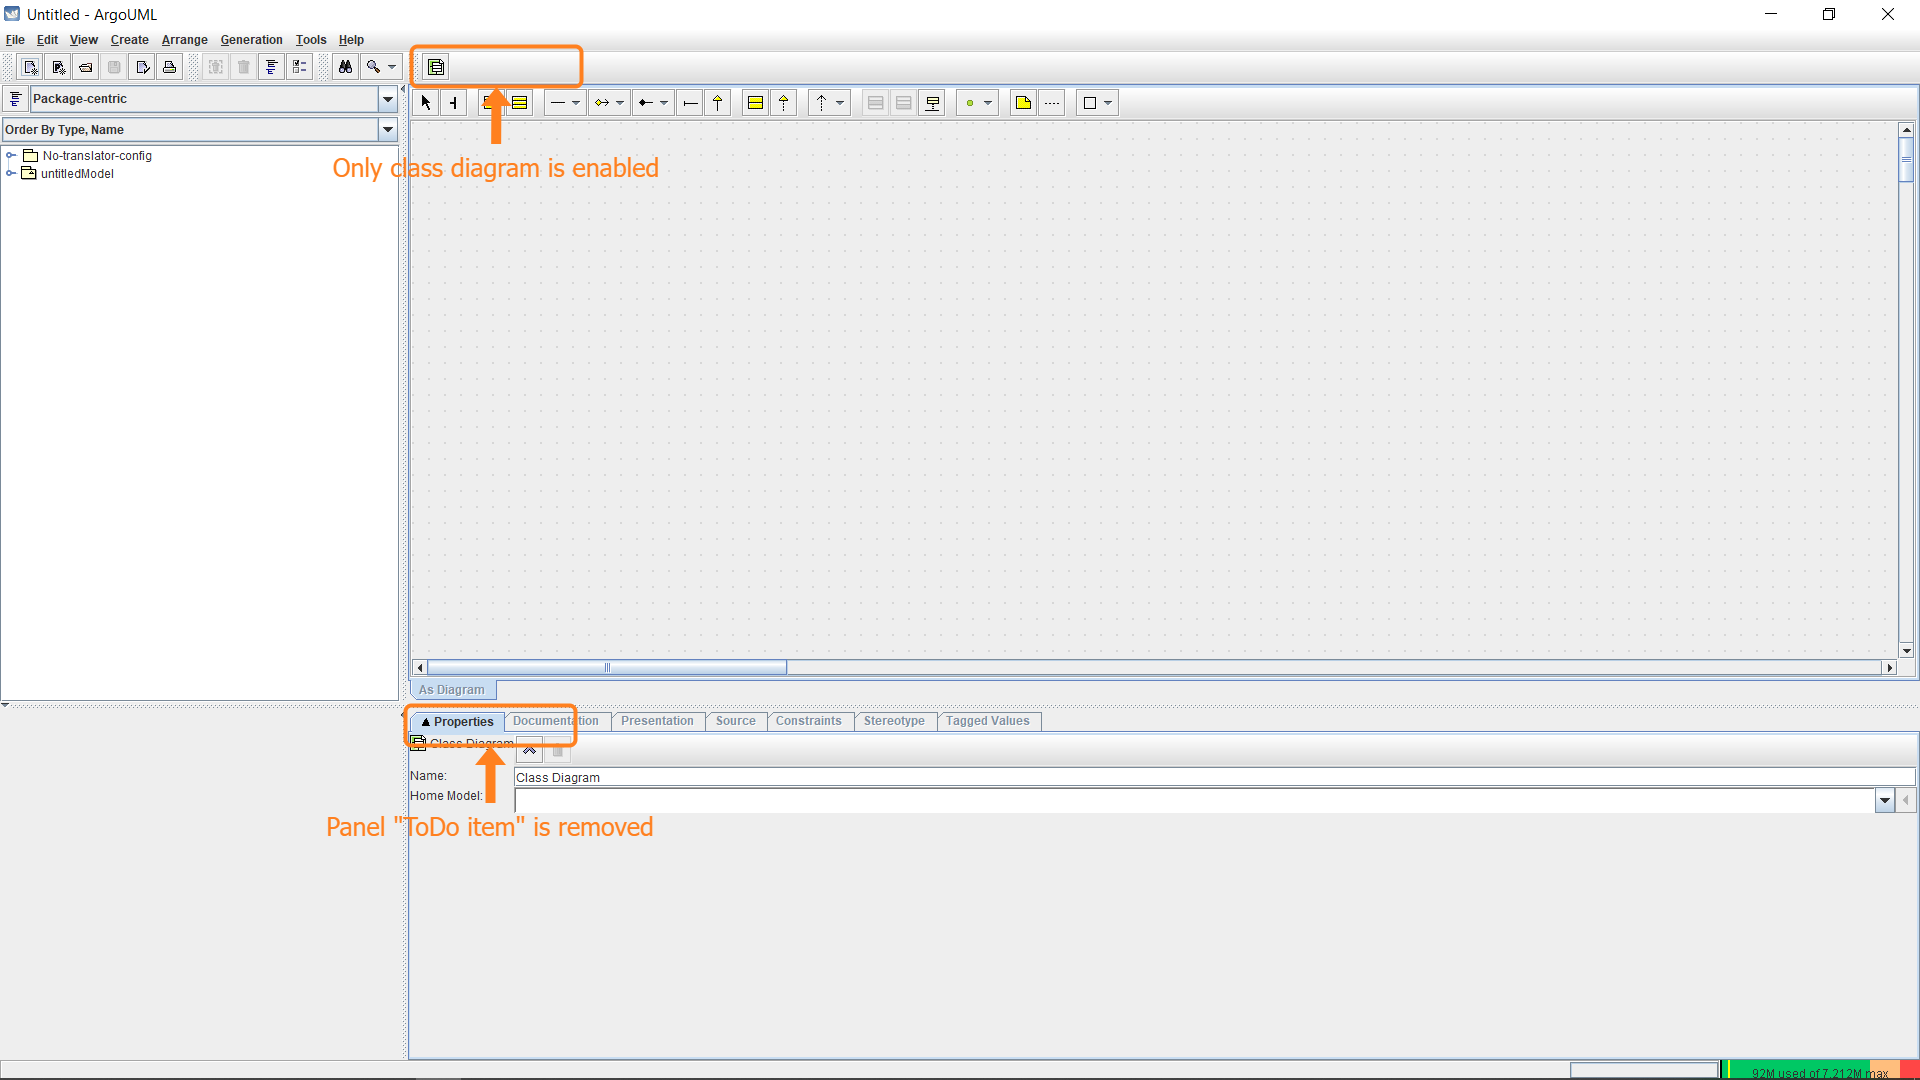 Untitled - ArgoUML
File Edit View Create Arrange Generation Tools Help
Package-centric
Order By Type, Name
No-translator-config
untitledModel
Only class diagram is enabled
As Diagram
Properties Documentation Presentation Source Constraints Stereotype Tagged Values
Class Diagram
Name: Class Diagram
Home Model:
Panel "ToDo item" is removed
92M used of 7,212M max